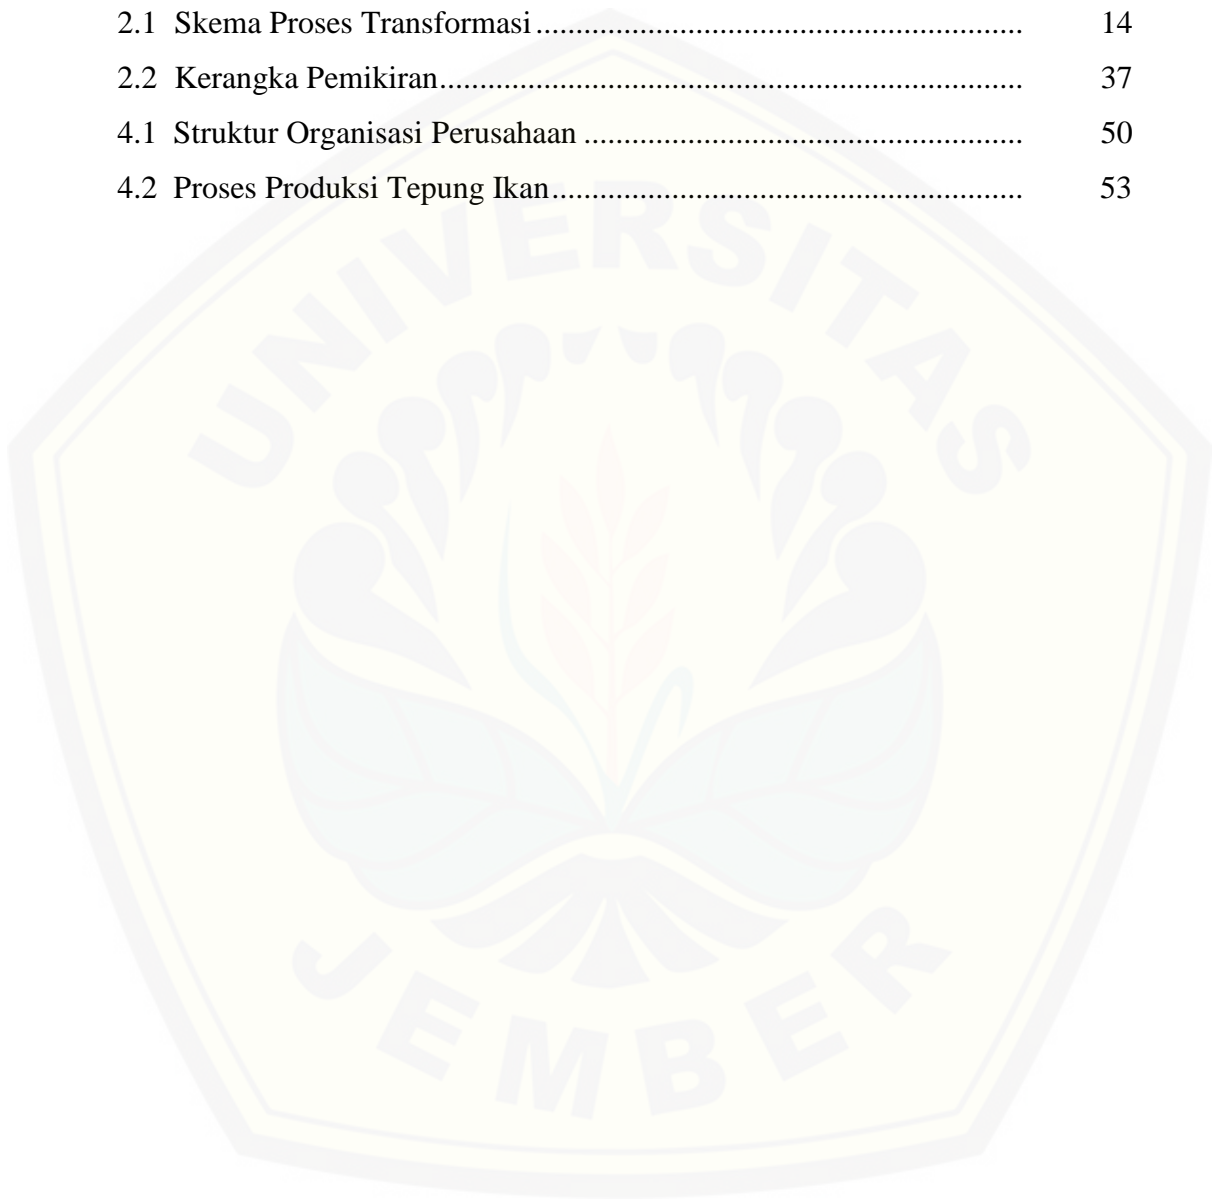 2.1 Skema Proses Transformasi ............................................................. 14
2.2 Kerangka Pemikiran......................................................................... 37
4.1 Struktur Organisasi Perusahaan ....................................................... 50
4.2 Proses Produksi Tepung Ikan........................................................... 53
UNIVERSITAS
JEMBER